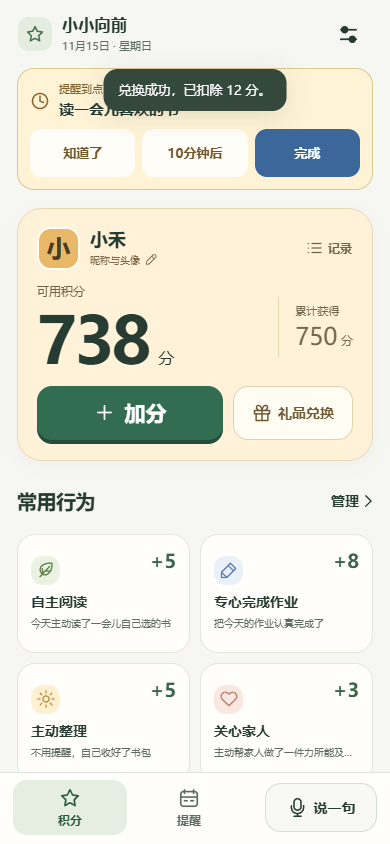 小小向前
11月15日 · 星期日
提醒到点
兑换成功，已扣除 12 分。
读一会儿喜欢的书
知道了
10分钟后
完成
小
小禾
昵称与头像
记录
可用积分
738 分
累计获得
750 分
加分
礼品兑换
常用行为
管理
+5
自主阅读
今天主动读了一会儿自己选的书
+8
专心完成作业
把今天的作业认真完成了
+5
主动整理
不用提醒，自己收好了书包
+3
关心家人
主动帮家人做了一件力所能及...
积分
提醒
说一句